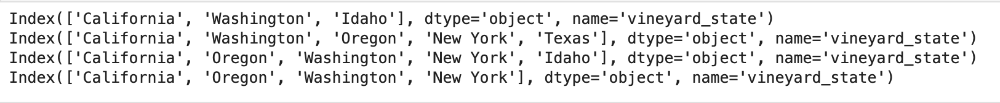 Index(['California', 'Washington', 'Idaho'], dtype='object', name='vineyard_state')
Index(['California', 'Washington', 'Oregon', 'New York', 'Texas'], dtype='object', name='vineyard_state')
Index(['California', 'Oregon', 'Washington', 'New York', 'Idaho'], dtype='object', name='vineyard_state')
Index(['California', 'Oregon', 'Washington', 'New York'], dtype='object', name='vineyard_state')